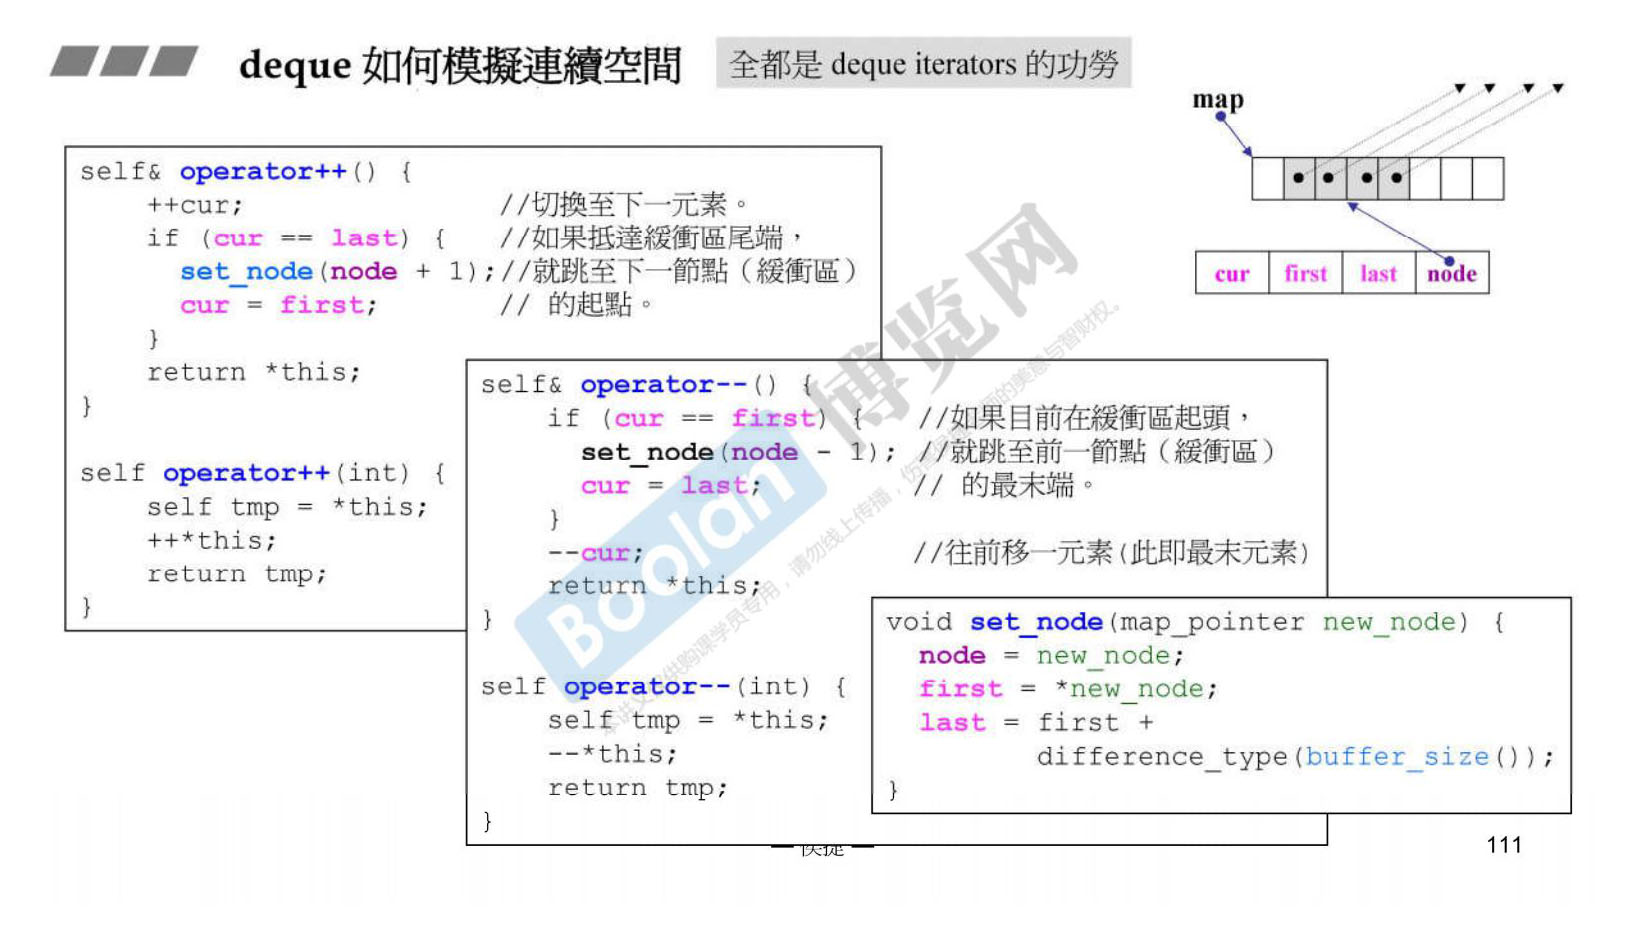 deque 如何模擬連續空間
全都是 deque iterators 的功勞
map
cur first last node
self& operator++() {
++cur; //切換至下一元素。
if (cur == last) { //如果抵達緩衝區尾端，
set_node(node + 1);//就跳至下一節點（緩衝區）
cur = first; // 的起點。
}
return *this;
}
self operator++(int) {
self tmp = *this;
++*this;
return tmp;
}
self& operator--() {
if (cur == first) { //如果目前在緩衝區起頭，
set_node(node - 1); //就跳至前一節點（緩衝區）
cur = last; // 的最末端。
}
--cur; //往前移一元素(此即最末元素)
return *this;
}
self operator--(int) {
self tmp = *this;
--*this;
return tmp;
}
void set_node(map_pointer new_node) {
node = new_node;
first = *new_node;
last = first +
difference_type(buffer_size());
}
Boolan 博览网
111